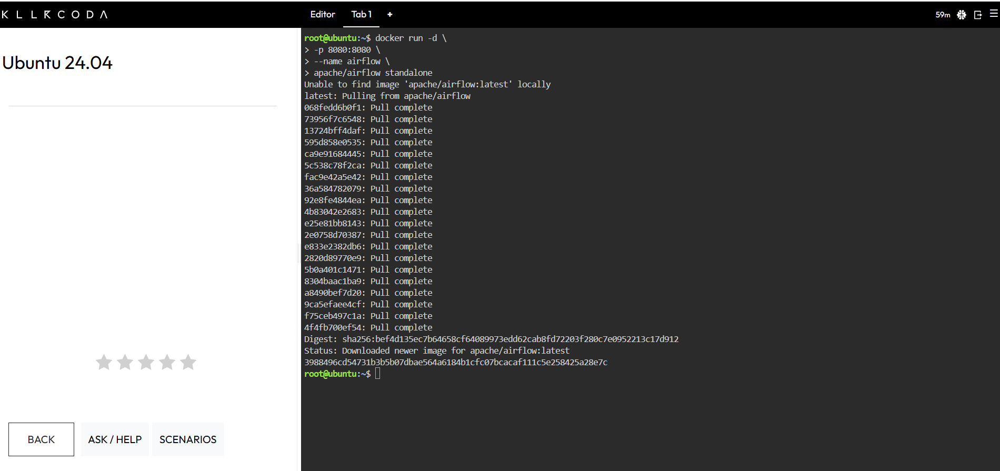 KILLERCODA
Editor
Tab 1
+
59m
Ubuntu 24.04
root@ubuntu:~$ docker run -d \
> -p 8080:8080 \
> --name airflow \
> apache/airflow standalone
Unable to find image 'apache/airflow:latest' locally
latest: Pulling from apache/airflow
068fedd6b0f1: Pull complete
73956f7c6548: Pull complete
13724bff4daf: Pull complete
595d858e0535: Pull complete
ca9e91684445: Pull complete
5c538c78f2ca: Pull complete
fac9e42a5e42: Pull complete
36a584782079: Pull complete
92e8fe4844ea: Pull complete
4b83042e2683: Pull complete
e25e81bb8143: Pull complete
2e0758d70387: Pull complete
e833e2382db6: Pull complete
2820d89770e9: Pull complete
5b0a401c1471: Pull complete
8304baac1ba9: Pull complete
a8490bef7d20: Pull complete
9ca5efaee4cf: Pull complete
f75ceb497c1a: Pull complete
4f4fb700ef54: Pull complete
Digest: sha256:bef4d135ec7b64658cf64089973edd62cab8fd72203f280c7e0952213c17d912
Status: Downloaded newer image for apache/airflow:latest
3988496cd54731b3b5b07dbae564a6184b1cfc07bcacaf111c5e258425a28e7c
root@ubuntu:~$
BACK
ASK / HELP
SCENARIOS